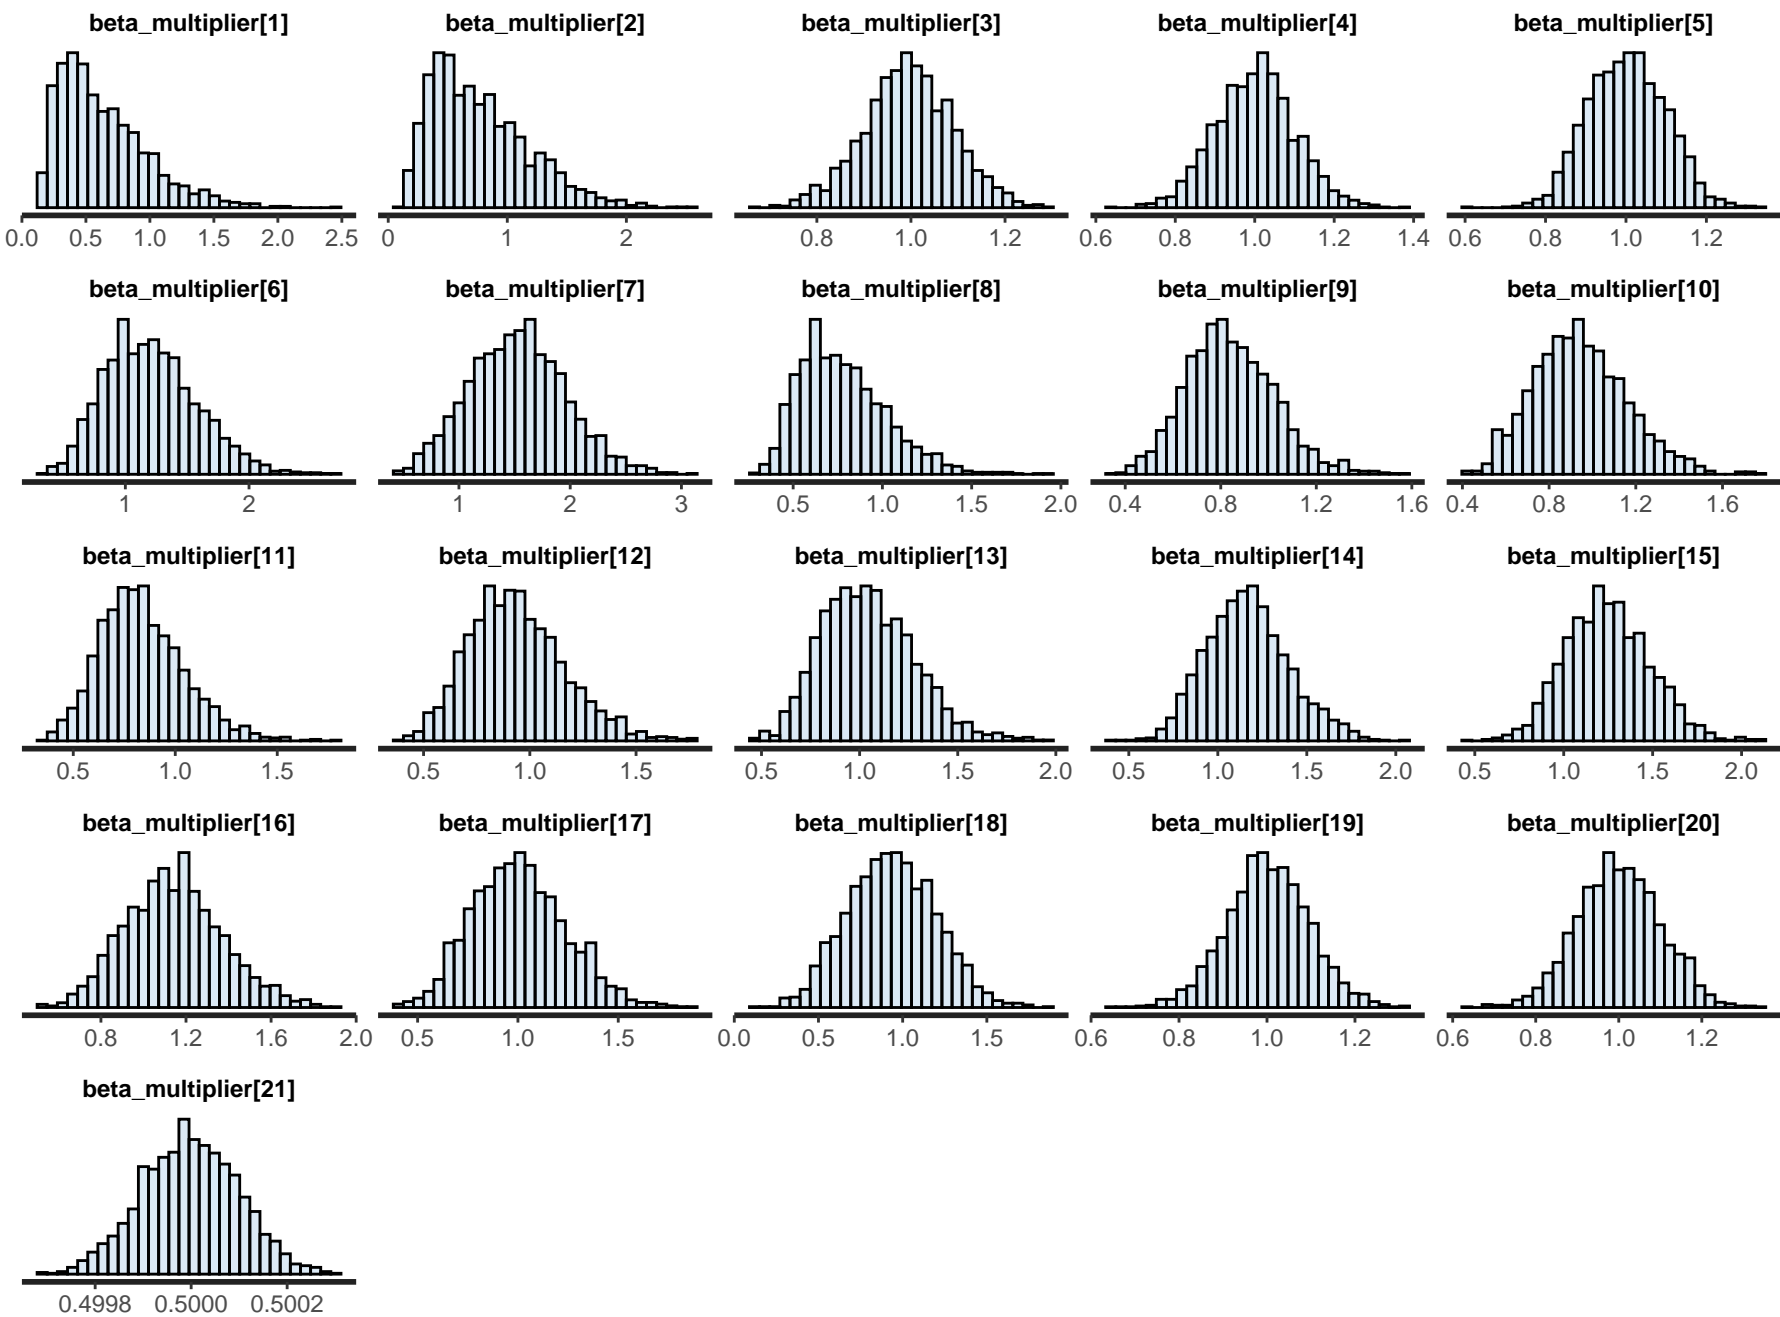 beta_multiplier[1] beta_multiplier[2] beta_multiplier[3] beta_multiplier[4] beta_multiplier[5]
0.0 0.5 1.0 1.5 2.0 2.5 0 1 2 0.8 1.0 1.2 0.6 0.8 1.0 1.2 1.4 0.6 0.8 1.0 1.2
beta_multiplier[6] beta_multiplier[7] beta_multiplier[8] beta_multiplier[9] beta_multiplier[10]
1 2 1 2 3 0.5 1.0 1.5 2.0 0.4 0.8 1.2 1.6 0.4 0.8 1.2 1.6
beta_multiplier[11] beta_multiplier[12] beta_multiplier[13] beta_multiplier[14] beta_multiplier[15]
0.5 1.0 1.5 0.5 1.0 1.5 0.5 1.0 1.5 2.0 0.5 1.0 1.5 2.0 0.5 1.0 1.5 2.0
beta_multiplier[16] beta_multiplier[17] beta_multiplier[18] beta_multiplier[19] beta_multiplier[20]
0.8 1.2 1.6 2.0 0.5 1.0 1.5 0.0 0.5 1.0 1.5 0.6 0.8 1.0 1.2 0.6 0.8 1.0 1.2
beta_multiplier[21]
0.4998 0.5000 0.5002